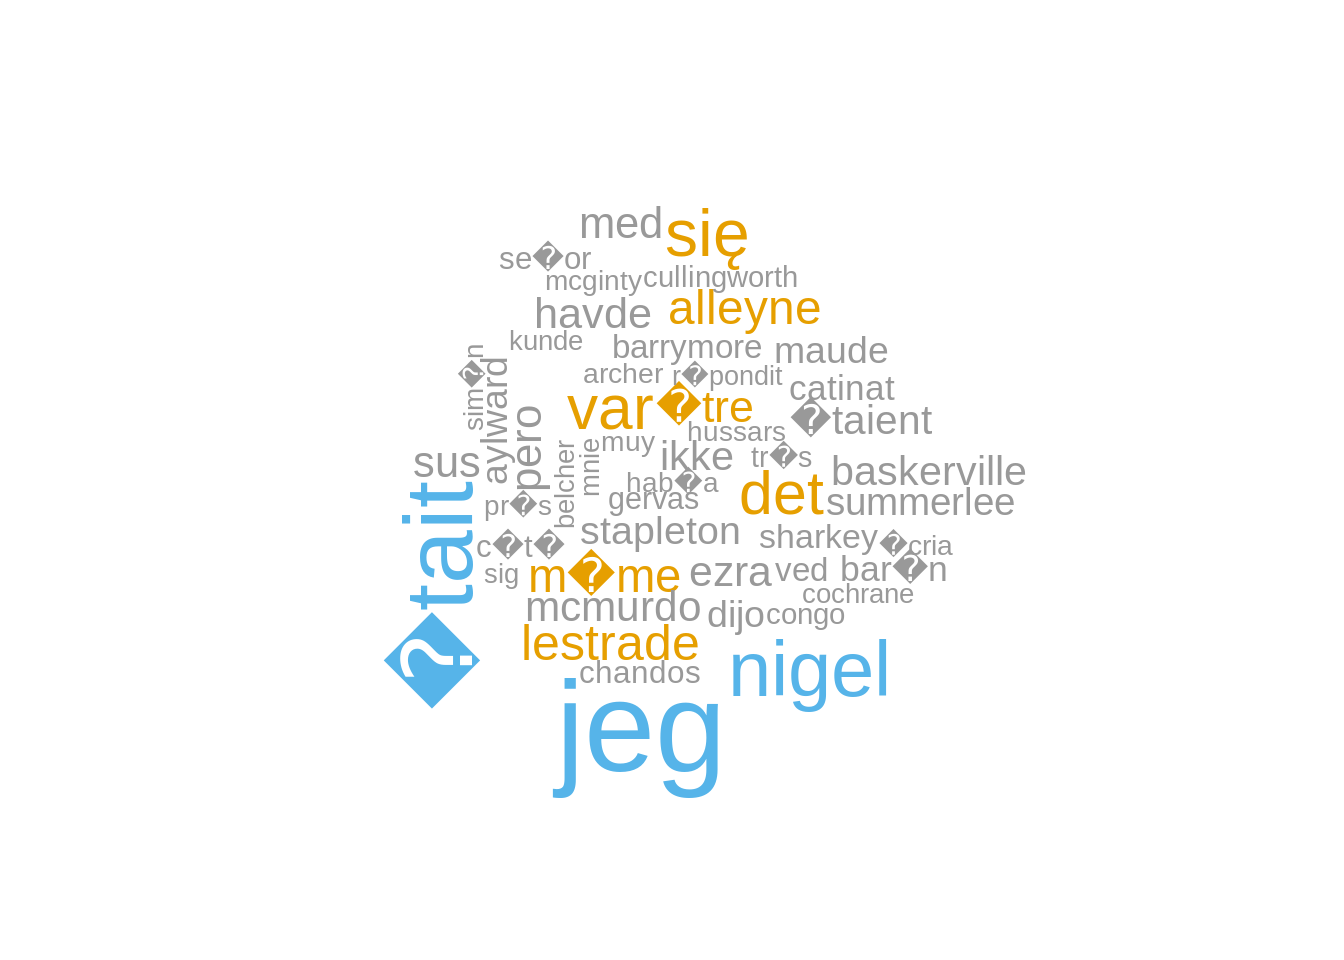 med
się
se�or
mcginty
cullingworth
havde
alleyne
kunde
barrymore
maude
sim�n
aylward
archer
r�pondit
catinat
var
�tre
�taient
pero
hussars
muy
ikke
tr�s
sus
belcher
mnie
baskerville
hab�a
det
pr�s
gervas
summerlee
�tait
c�t�
stapleton
sharkey
�cria
sig
m�me
ezra
ved
bar�n
mcmurdo
cochrane
dijo
congo
lestrade
chandos
nigel
jeg